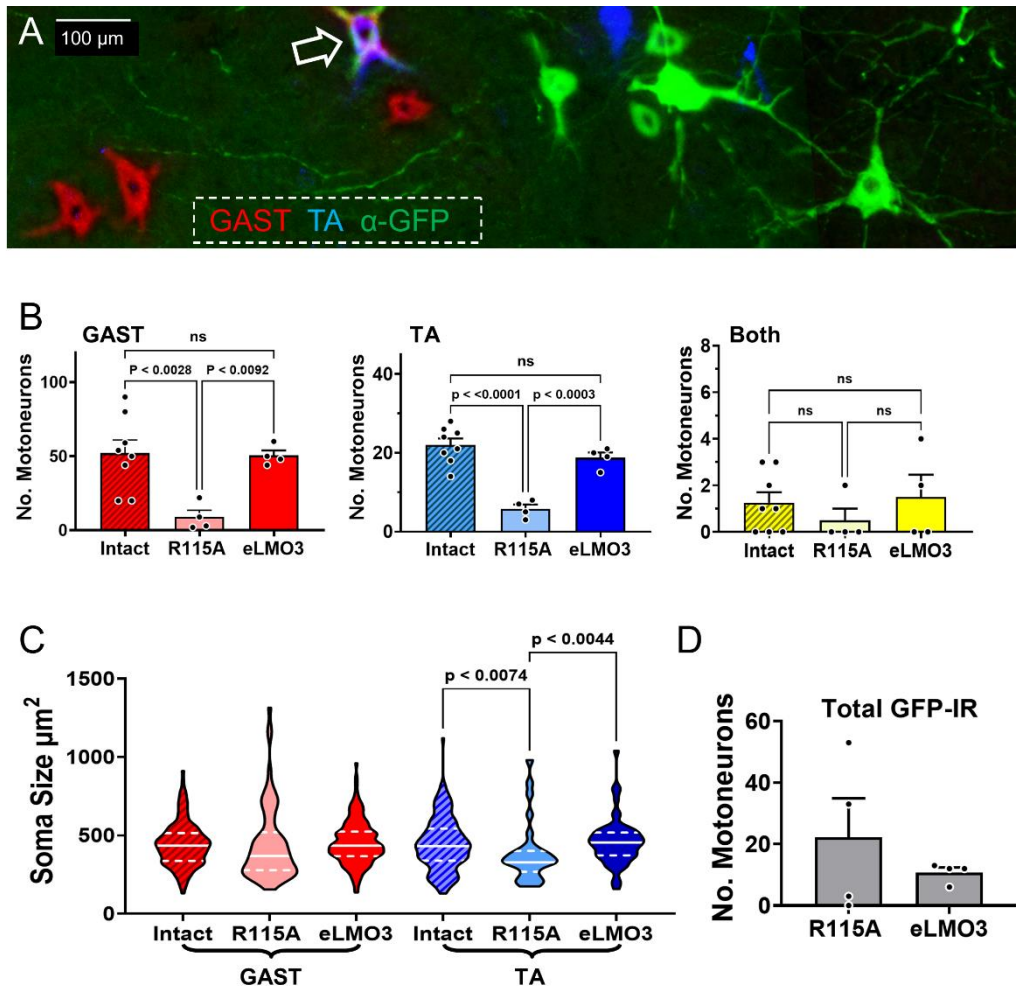 A
100 µm
GAST TA α-GFP
B
GAST
ns
P < 0.0028 P < 0.0092
No. Motoneurons
100
50
0
Intact R115A eLMO3
TA
ns
p < <0.0001 p < 0.0003
No. Motoneurons
40
20
0
Intact R115A eLMO3
Both
ns
ns ns
No. Motoneurons
8
6
4
2
0
Intact R115A eLMO3
C
p < 0.0044
p < 0.0074
Soma Size µm²
1500
1000
500
0
Intact R115A eLMO3 Intact R115A eLMO3
GAST TA
D
Total GFP-IR
No. Motoneurons
60
40
20
0
R115A eLMO3